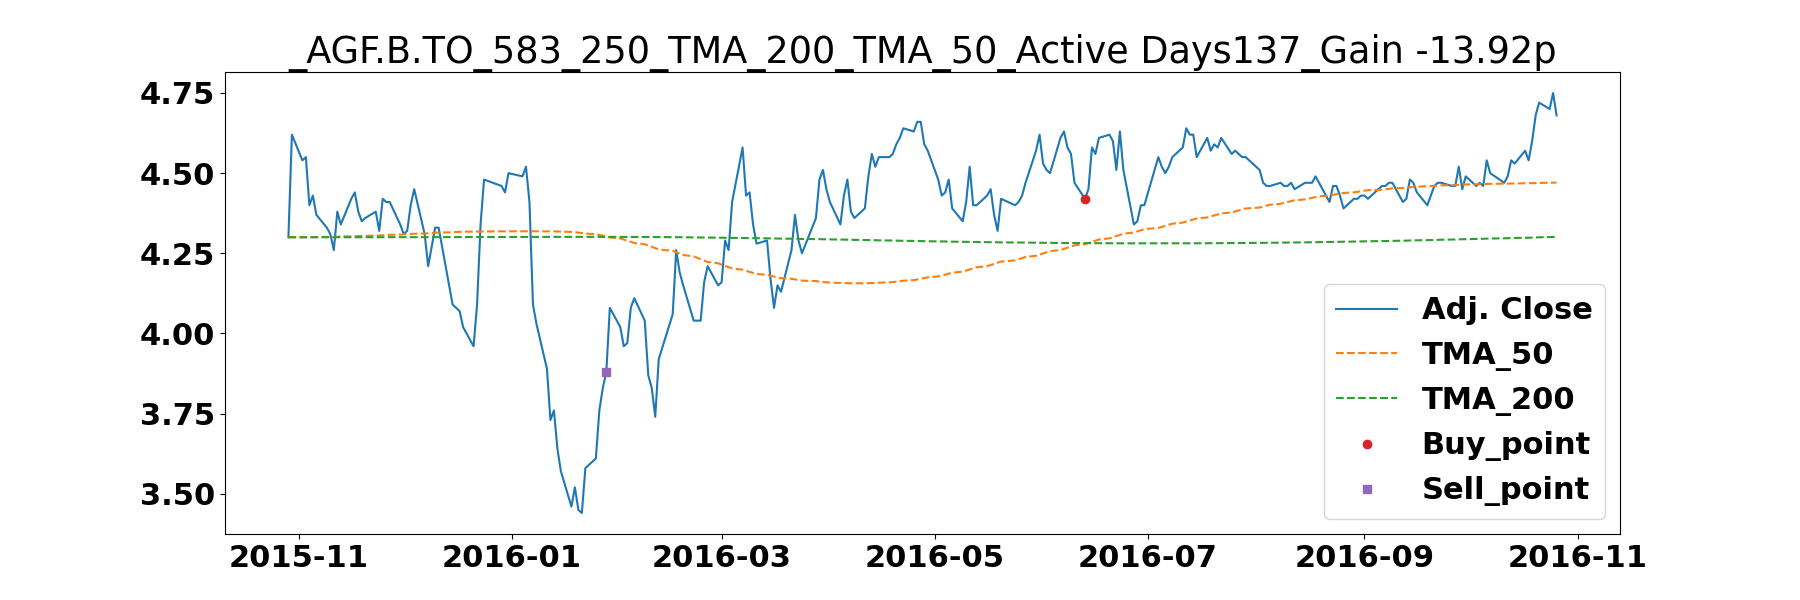 _AGF.B.TO_583_250_TMA_200_TMA_50_Active Days137_Gain -13.92p
4.75
4.50
4.25
4.00
3.75
3.50
Adj. Close
TMA_50
TMA_200
Buy_point
Sell_point
2015-11 2016-01 2016-03 2016-05 2016-07 2016-09 2016-11